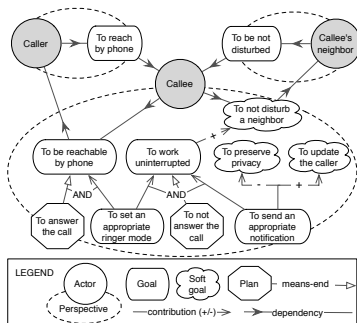 Caller
To reach
by phone
To be not
disturbed
Callee's
neighbor
Callee
To not disturb
a neighbor
+
To be reachable
by phone
To work
uninterrupted
To preserve
privacy
To update
the caller
AND
AND
-
+
To answer
the call
To set an
appropriate
ringer mode
To not
answer the
call
To send an
appropriate
notification
LEGEND
Actor
Perspective
Goal
Soft
goal
Plan
means-end
contribution (+/-)
dependency